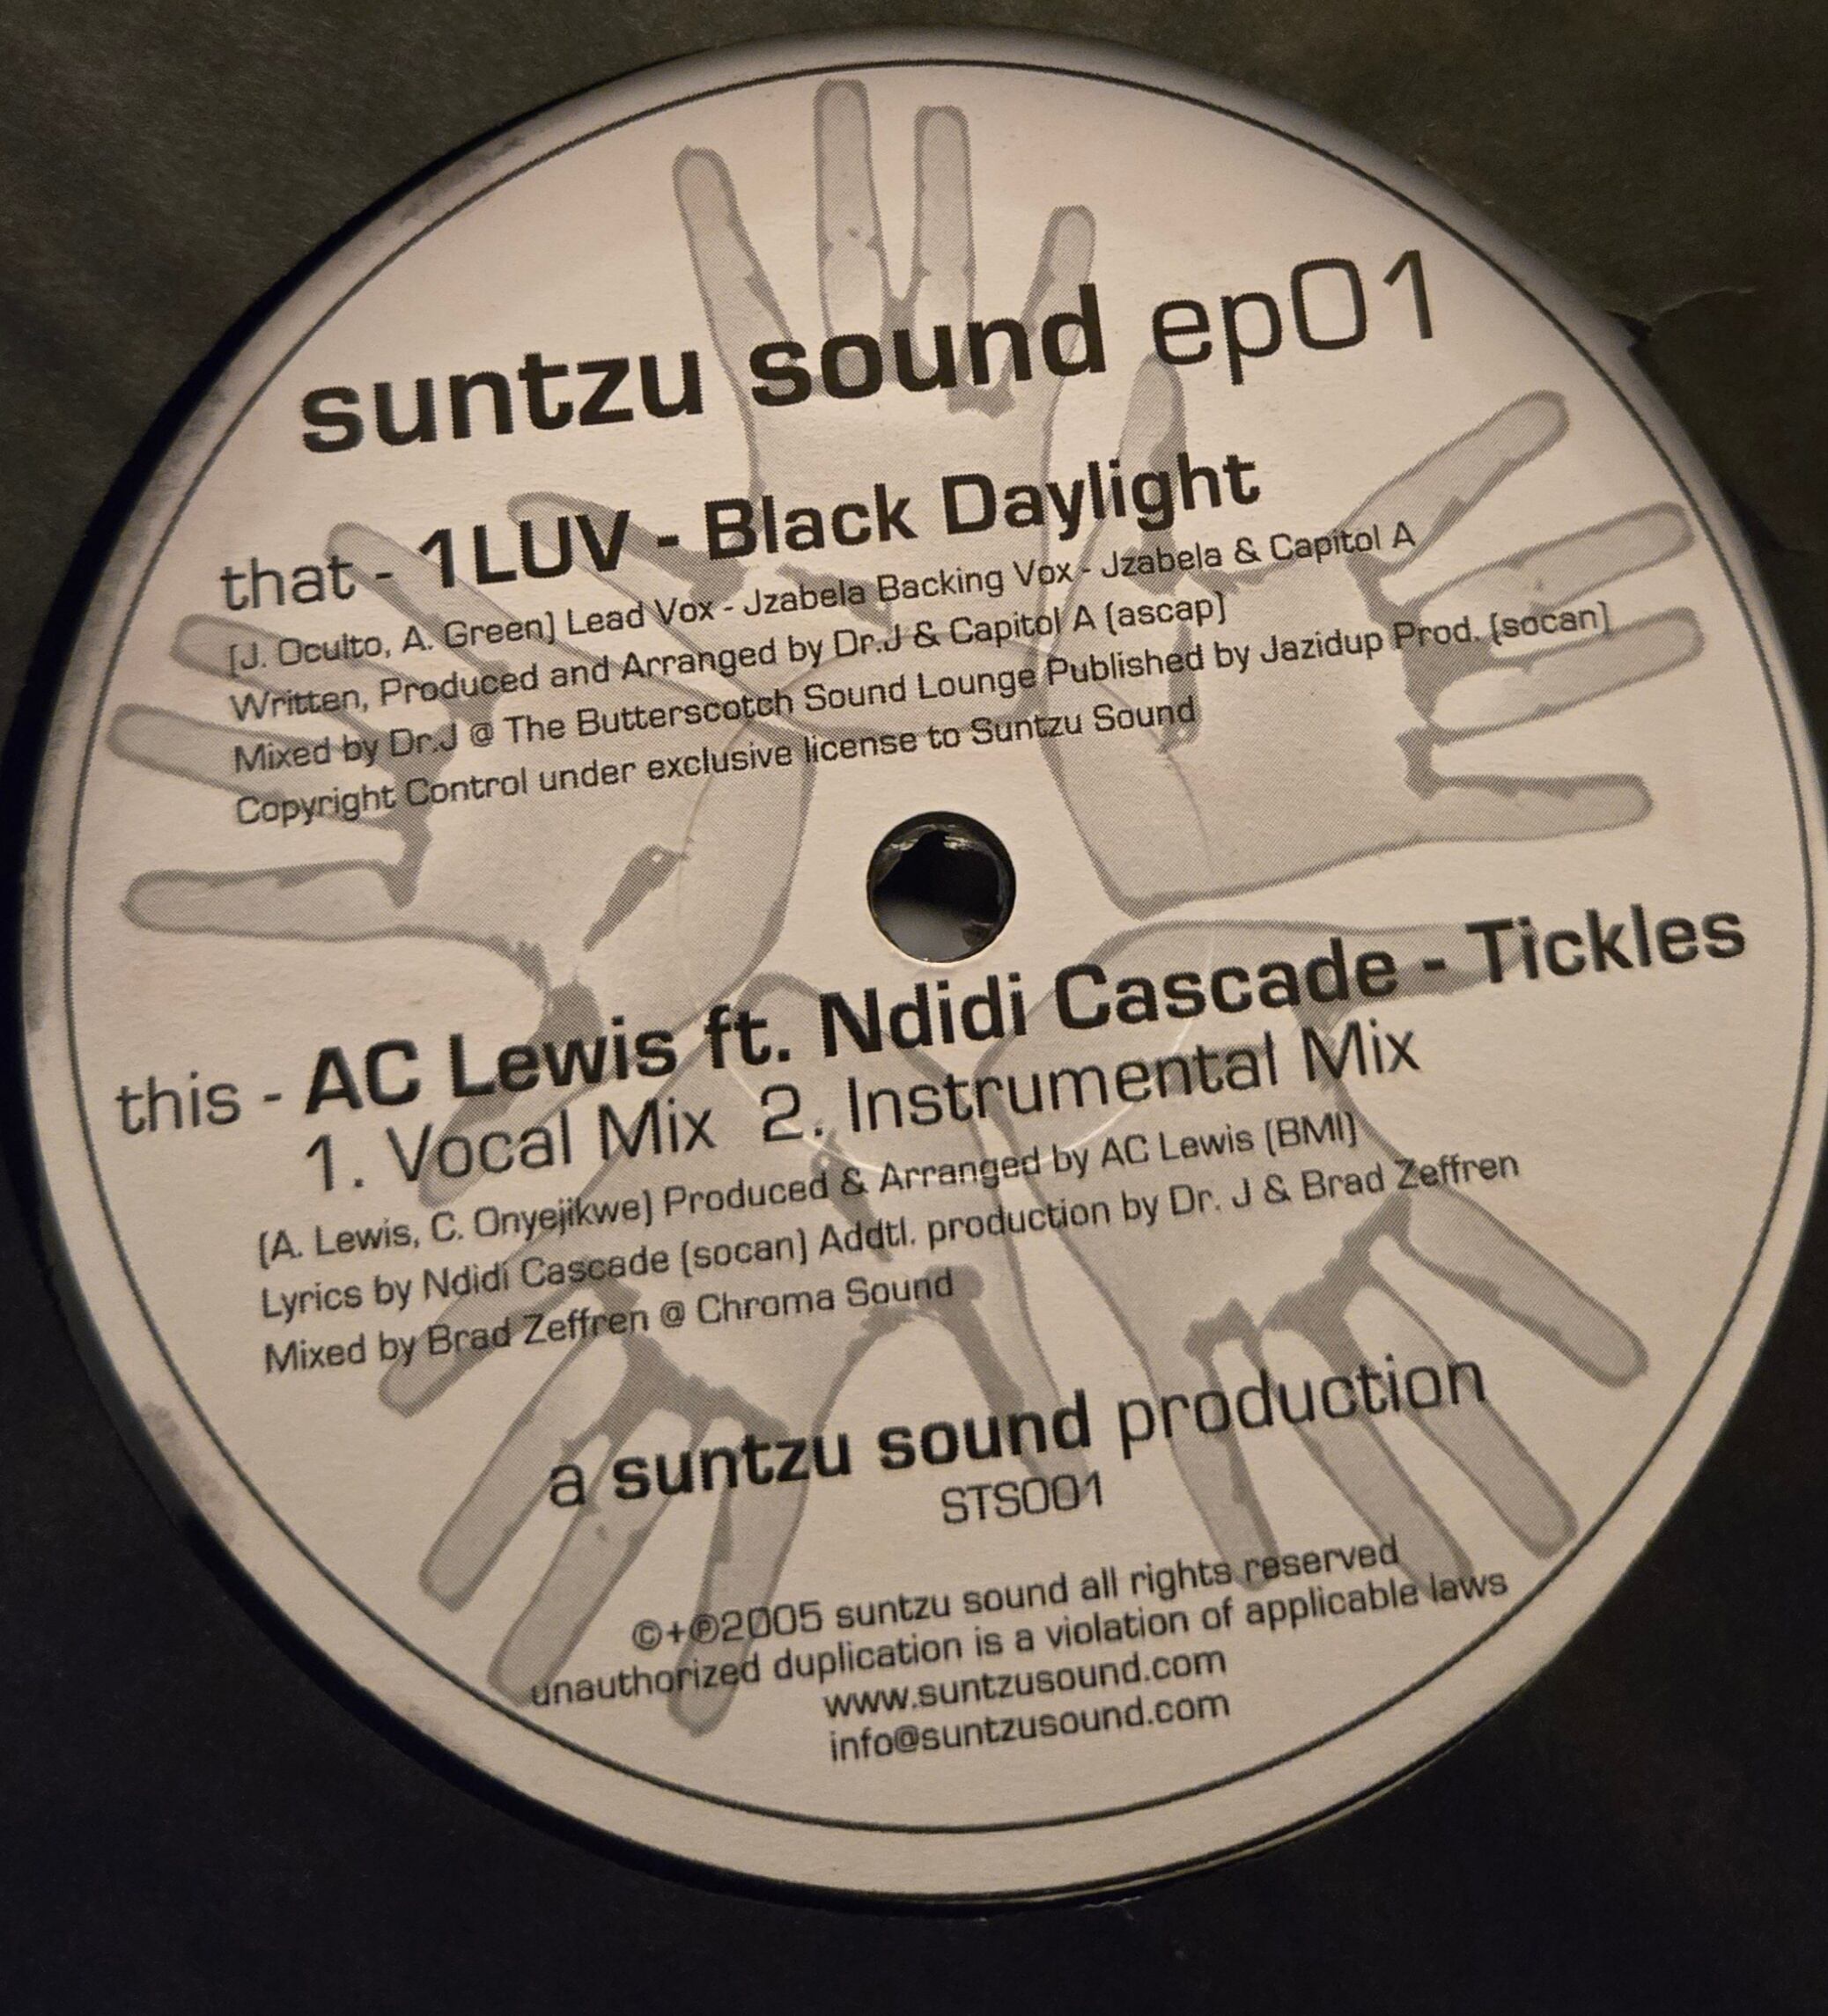 suntzu sound ep01
that - 1LUV - Black Daylight
(J. Oculto, A. Green) Lead Vox - Jzabela Backing Vox - Jzabela & Capitol A
Written, Produced and Arranged by Dr.J & Capitol A (ascap)
Mixed by Dr.J @ The Butterscotch Sound Lounge Published by Jazidup Prod. (socan)
Copyright Control under exclusive license to Suntzu Sound
this - AC Lewis ft. Ndidi Cascade - Tickles
1. Vocal Mix 2. Instrumental Mix
(A. Lewis, C. Onyejikwe) Produced & Arranged by AC Lewis (BMI)
Lyrics by Ndidi Cascade (socan) Addtl. production by Dr. J & Brad Zeffren
Mixed by Brad Zeffren @ Chroma Sound
a suntzu sound production
STS001
©+℗2005 suntzu sound all rights reserved
unauthorized duplication is a violation of applicable laws
www.suntzusound.com
info@suntzusound.com